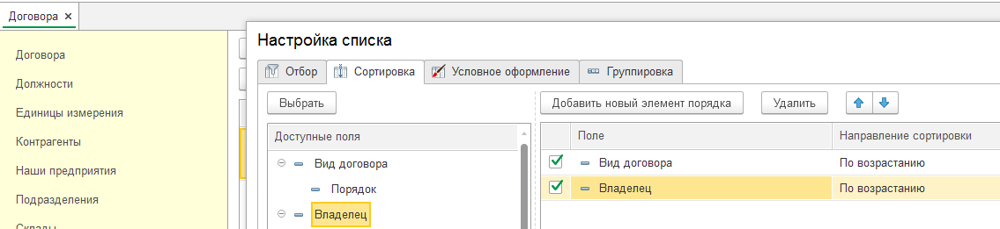 Договора ×
Договора
Должности
Единицы измерения
Контрагенты
Наши предприятия
Подразделения
Склады
Настройка списка
Отбор Сортировка Условное оформление Группировка
Выбрать
Доступные поля
Вид договора
Порядок
Владелец
Добавить новый элемент порядка Удалить
Поле Направление сортировки
Вид договора По возрастанию
Владелец По возрастанию